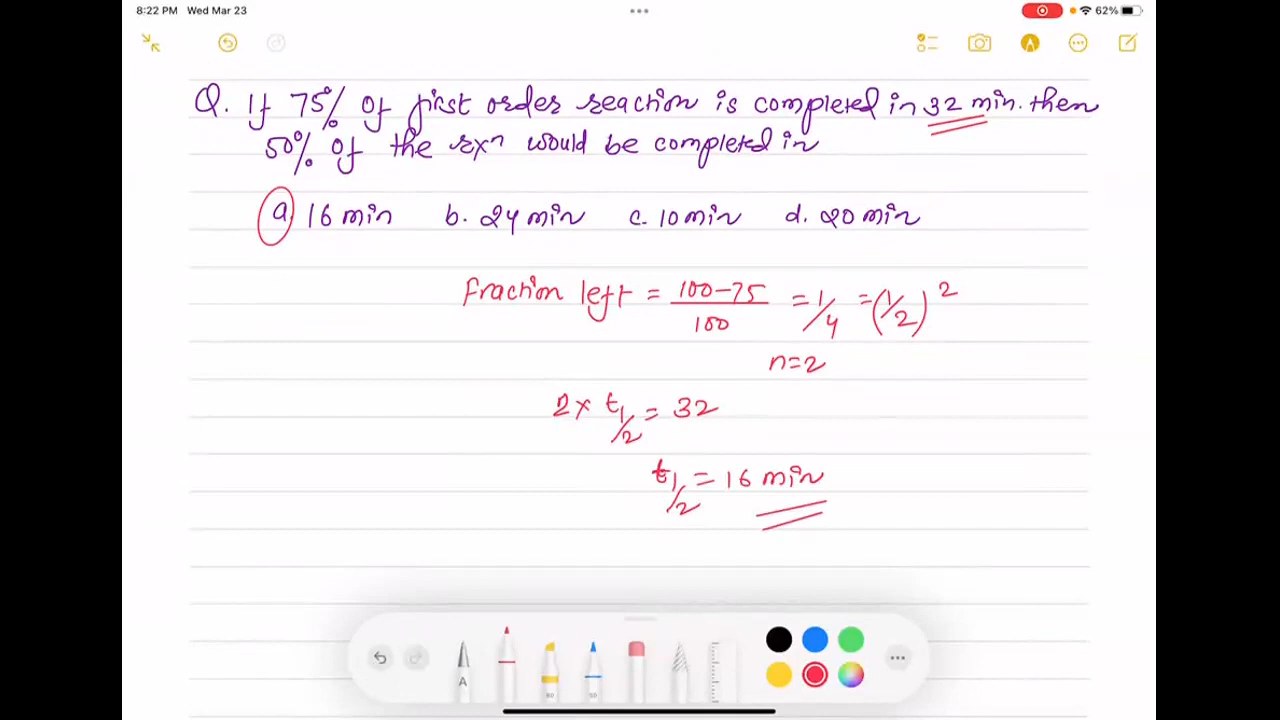 8:22 PM Wed Mar 23
62%
Q. If 75% of first order reaction is completed in 32 min. then
50% of the rxn would be completed in
a. 16 min b. 24 min c. 10 min d. 20 min
Fraction left = 100-75/100 = 1/4 = (1/2)²
n=2
2 × t1/2 = 32
t1/2 = 16 min
A
80
50